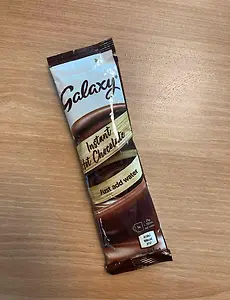 Galaxy
Instant
Hot Chocolate
Just add water